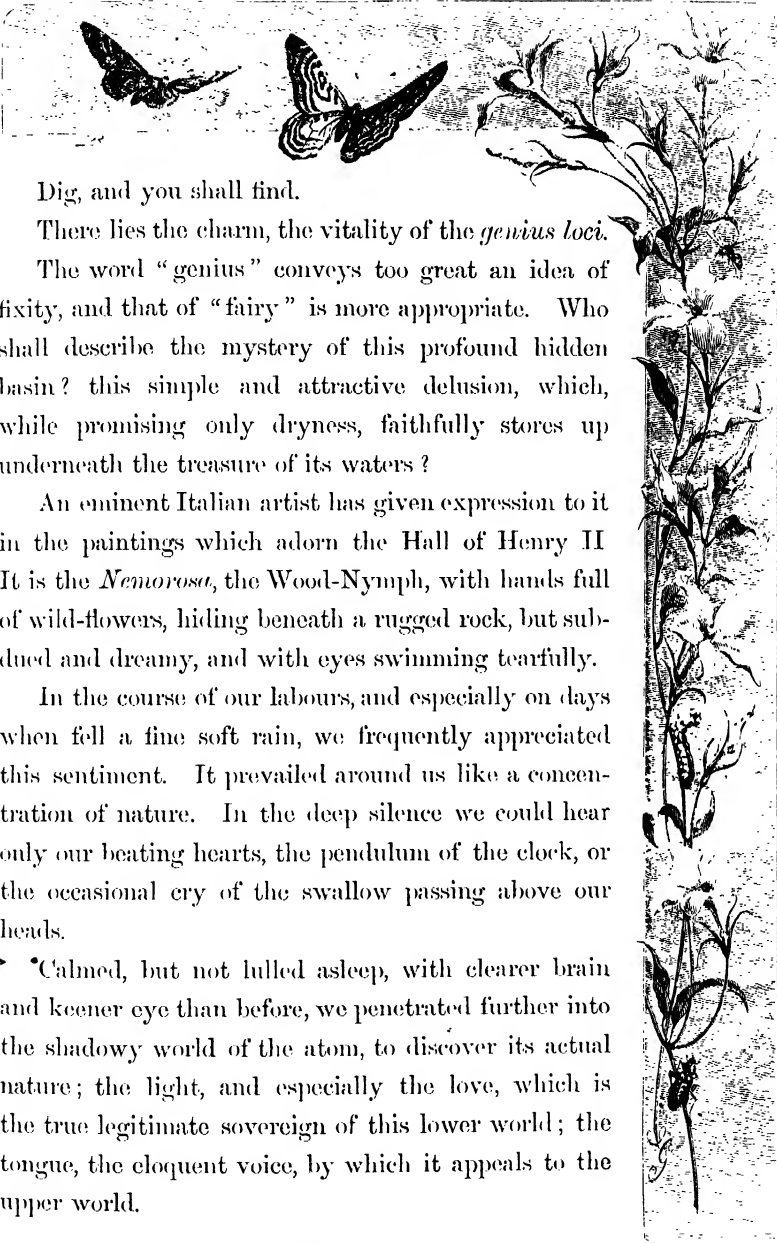 Dig, and you shall find.
There lies the charm, the vitality of the genius loci.
The word "genius" conveys too great an idea of
fixity, and that of "fairy" is more appropriate. Who
shall describe the mystery of this profound hidden
basin? this simple and attractive delusion, which,
while promising only dryness, faithfully stores up
underneath the treasure of its waters?
An eminent Italian artist has given expression to it
in the paintings which adorn the Hall of Henry II
It is the Nemorosa, the Wood-Nymph, with hands full
of wild-flowers, hiding beneath a rugged rock, but sub-
dued and dreamy, and with eyes swimming tearfully.
In the course of our labours, and especially on days
when fell a fine soft rain, we frequently appreciated
this sentiment. It prevailed around us like a concen-
tration of nature. In the deep silence we could hear
only our beating hearts, the pendulum of the clock, or
the occasional cry of the swallow passing above our
heads.
Calmed, but not lulled asleep, with clearer brain
and keener eye than before, we penetrated further into
the shadowy world of the atom, to discover its actual
nature; the light, and especially the love, which is
the true legitimate sovereign of this lower world; the
tongue, the eloquent voice, by which it appeals to the
upper world.